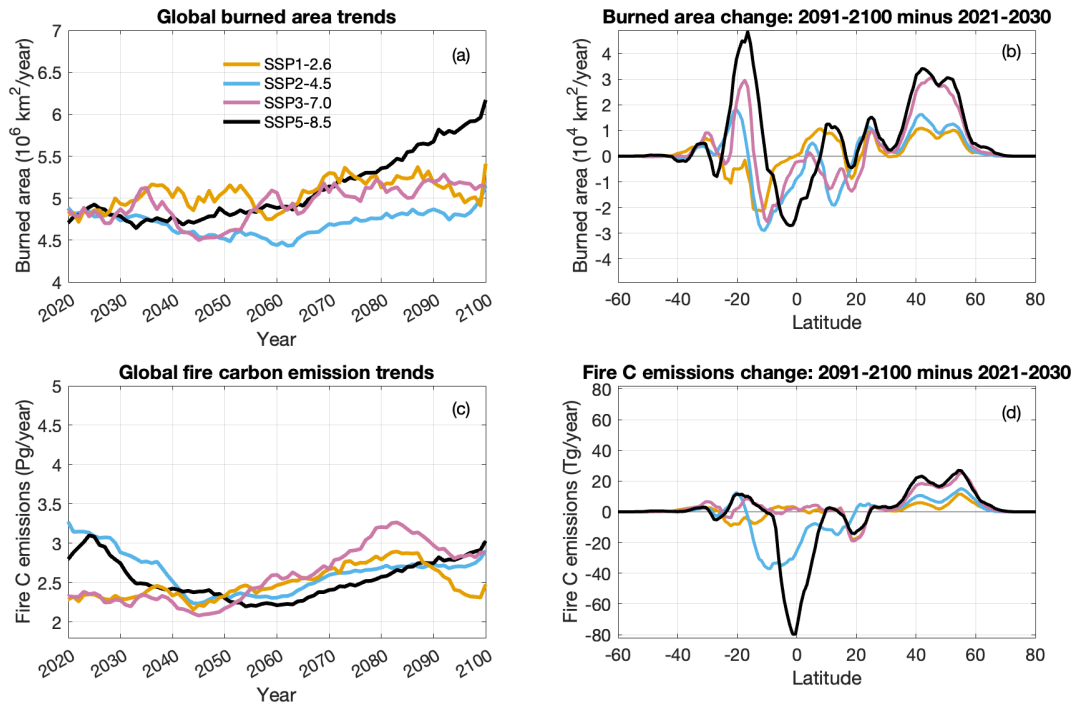 Global burned area trends
(a)
SSP1-2.6
SSP2-4.5
SSP3-7.0
SSP5-8.5
7
6.5
6
5.5
5
4.5
4
Burned area (10⁶ km²/year)
2020 2030 2040 2050 2060 2070 2080 2090 2100
Year
Burned area change: 2091-2100 minus 2021-2030
(b)
4
3
2
1
0
-1
-2
-3
-4
Burned area (10⁴ km²/year)
-60 -40 -20 0 20 40 60 80
Latitude
Global fire carbon emission trends
(c)
5
4.5
4
3.5
3
2.5
2
Fire C emissions (Pg/year)
2020 2030 2040 2050 2060 2070 2080 2090 2100
Year
Fire C emissions change: 2091-2100 minus 2021-2030
(d)
80
60
40
20
0
-20
-40
-60
-80
Fire C emissions (Tg/year)
-60 -40 -20 0 20 40 60 80
Latitude